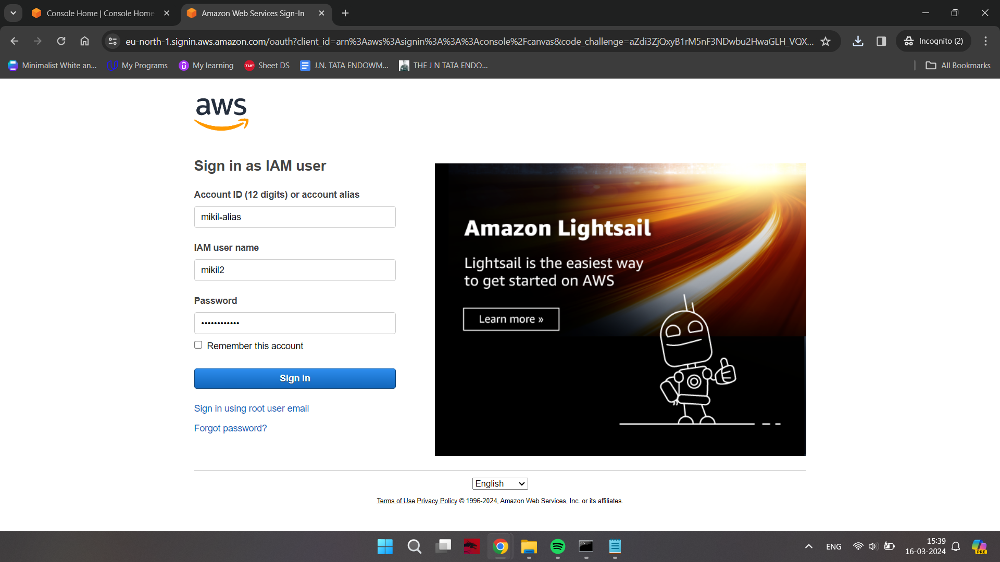 Console Home | Console Home
Amazon Web Services Sign-In
eu-north-1.signin.aws.amazon.com/oauth?client_id=arn%3Aaws%3Asignin%3A%3A%3Aconsole%2Fcanvas&code_challenge=aZdi3ZjQxyB1rM5nF3NDwbu2HwaGLH_VQX...
Incognito (2)
Minimalist White an...
My Programs
My learning
TUF
Sheet DS
J.N. TATA ENDOWM...
THE J N TATA ENDO...
All Bookmarks
aws
Sign in as IAM user
Account ID (12 digits) or account alias
mikil-alias
IAM user name
mikil2
Password
••••••••••••
Remember this account
Sign in
Sign in using root user email
Forgot password?
Amazon Lightsail
Lightsail is the easiest way
to get started on AWS
Learn more »
English
Terms of Use Privacy Policy © 1996-2024, Amazon Web Services, Inc. or its affiliates.
ENG
15:39
16-03-2024
PRE